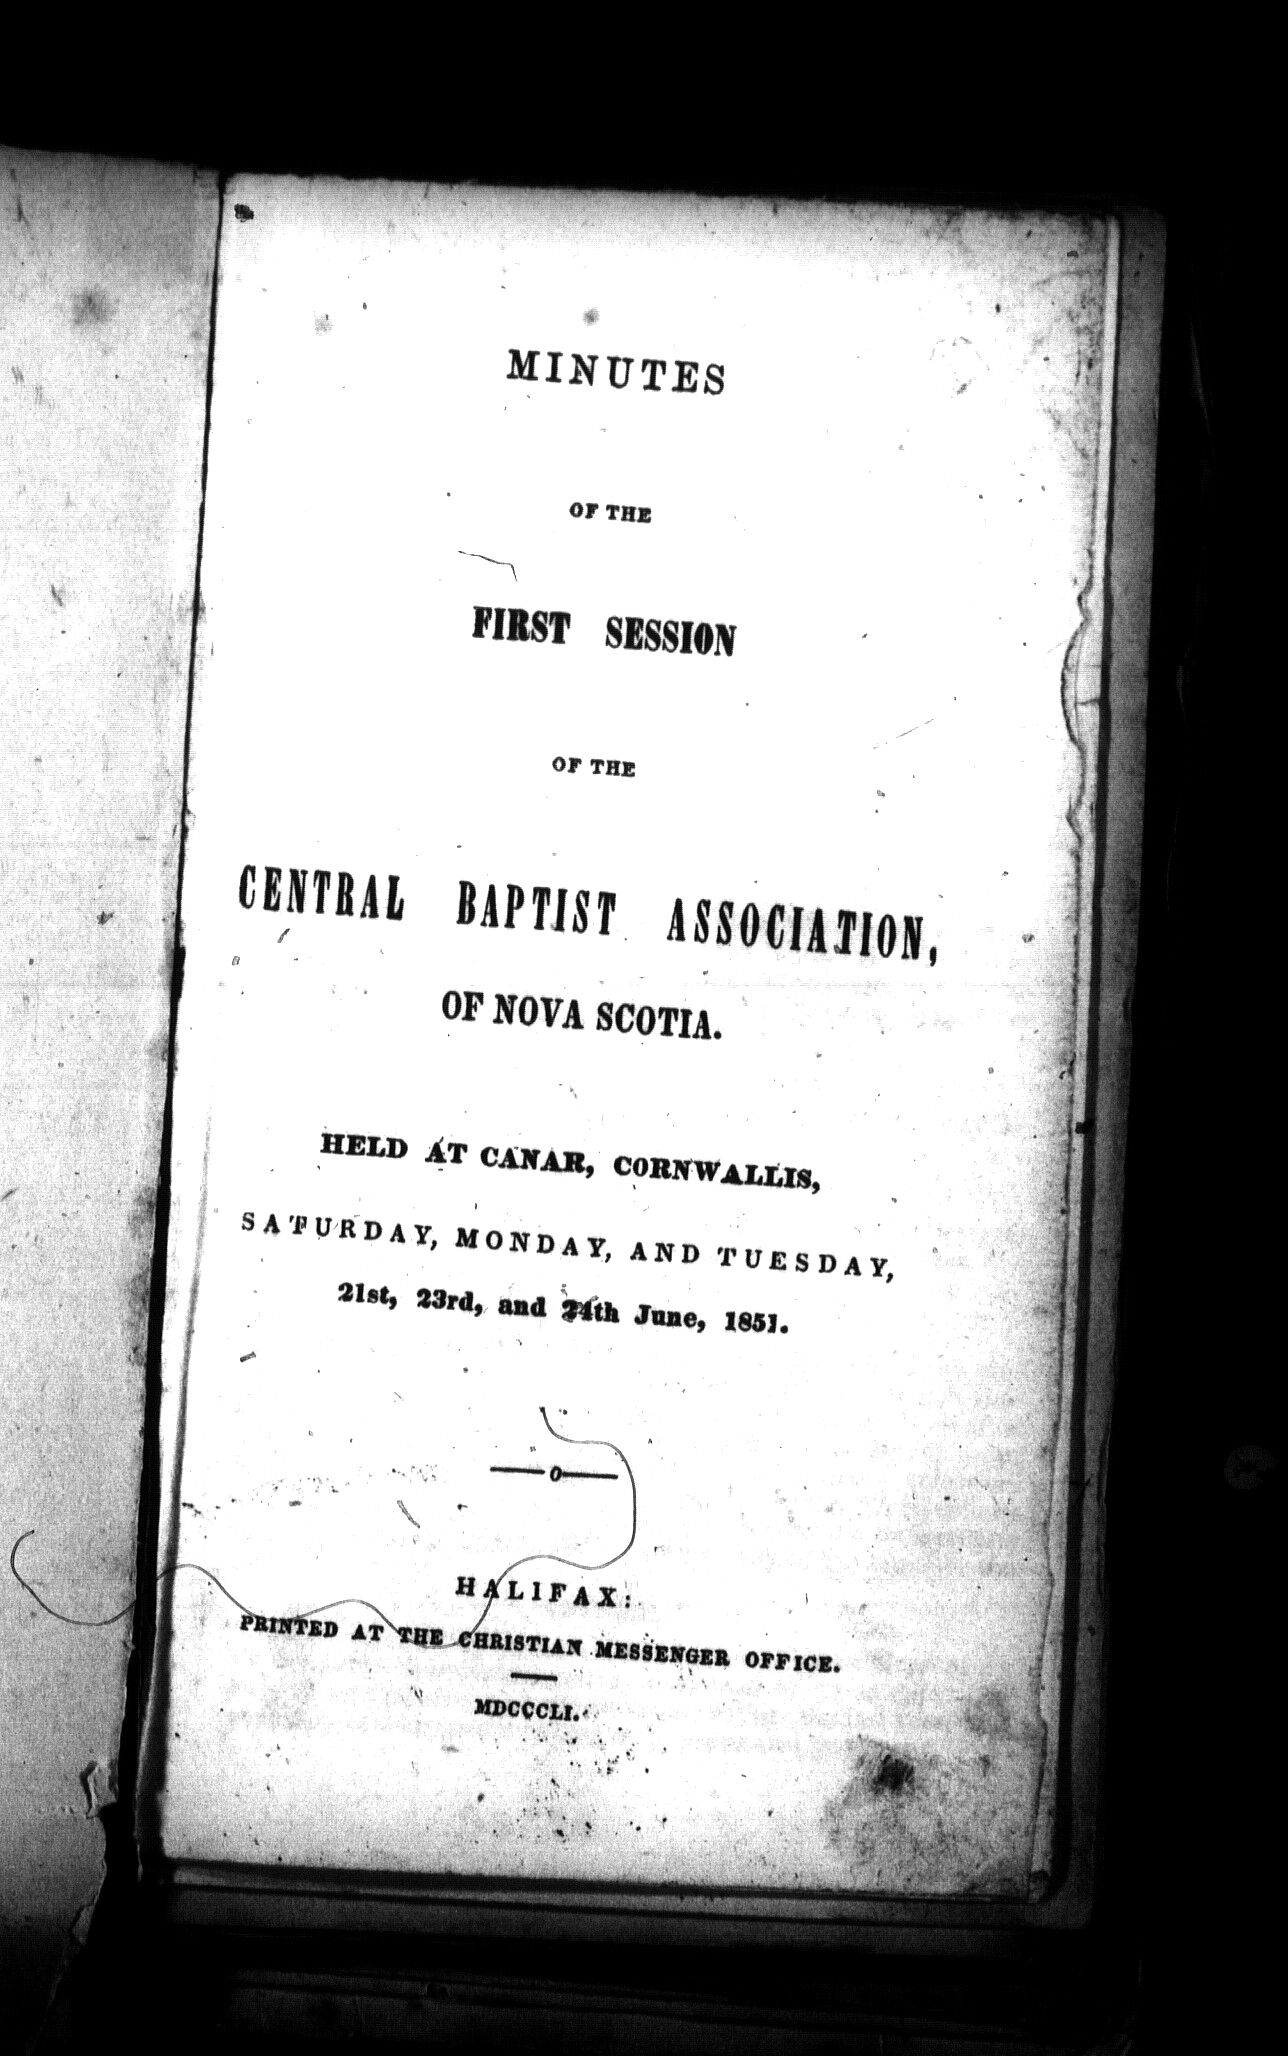 MINUTES
OF THE
FIRST SESSION
OF THE
CENTRAL BAPTIST ASSOCIATION,
OF NOVA SCOTIA.
HELD AT CANAR, CORNWALLIS,
SATURDAY, MONDAY, AND TUESDAY,
21st, 23rd, and 24th June, 1851.
—o—
HALIFAX:
PRINTED AT THE CHRISTIAN MESSENGER OFFICE.
MDCCCLI.